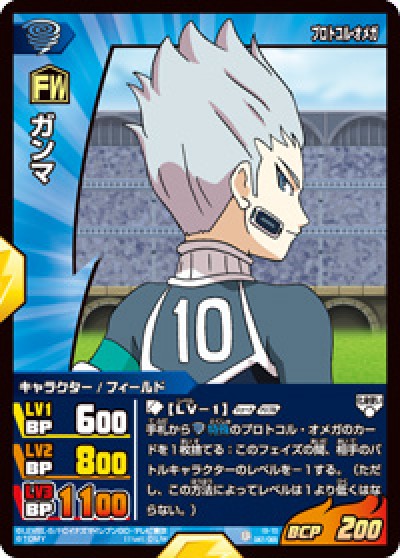 プロトコル・オメガ
FW
ガンマ
10
キャラクター / フィールド
LV1
BP 600
LV2
BP 800
LV3
BP 1100
【LV-1】
手札から のプロトコル・オメガのカー
ドを1枚捨てる：このフェイズの間、相手のバ
トルキャラクターのレベルを-1する。（ただ
し、この方法によってレベルは1より低くはな
らない。）
©TOMY
BCP 200